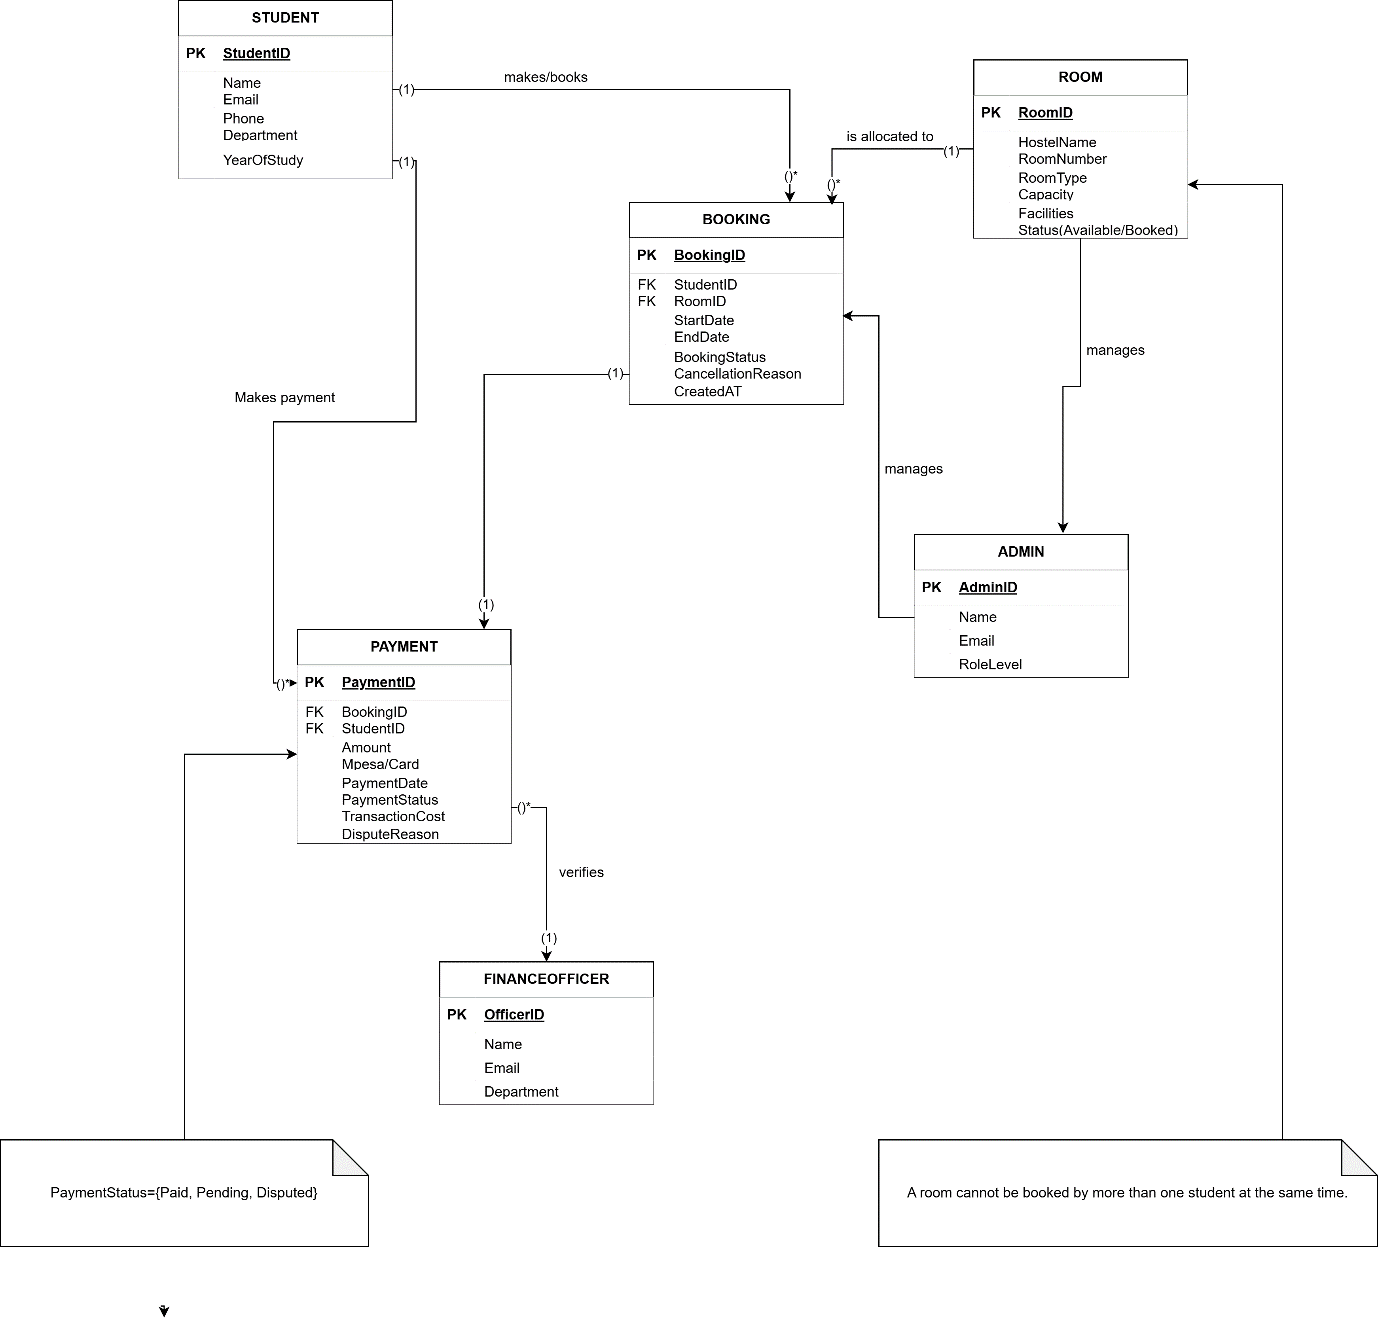 STUDENT
PK StudentID
Name
Email
Phone
Department
YearOfStudy
(1)
makes/books
()*
(1)
Makes payment
()*
ROOM
PK RoomID
HostelName
RoomNumber
RoomType
Capacity
Facilities
Status(Available/Booked)
is allocated to
(1)
()*
BOOKING
PK BookingID
FK StudentID
FK RoomID
StartDate
EndDate
BookingStatus
CancellationReason
CreatedAT
(1)
(1)
manages
manages
ADMIN
PK AdminID
Name
Email
RoleLevel
PAYMENT
PK PaymentID
FK BookingID
FK StudentID
Amount
Mpesa/Card
PaymentDate
PaymentStatus
TransactionCost
DisputeReason
()*
verifies
(1)
FINANCEOFFICER
PK OfficerID
Name
Email
Department
PaymentStatus={Paid, Pending, Disputed}
A room cannot be booked by more than one student at the same time.